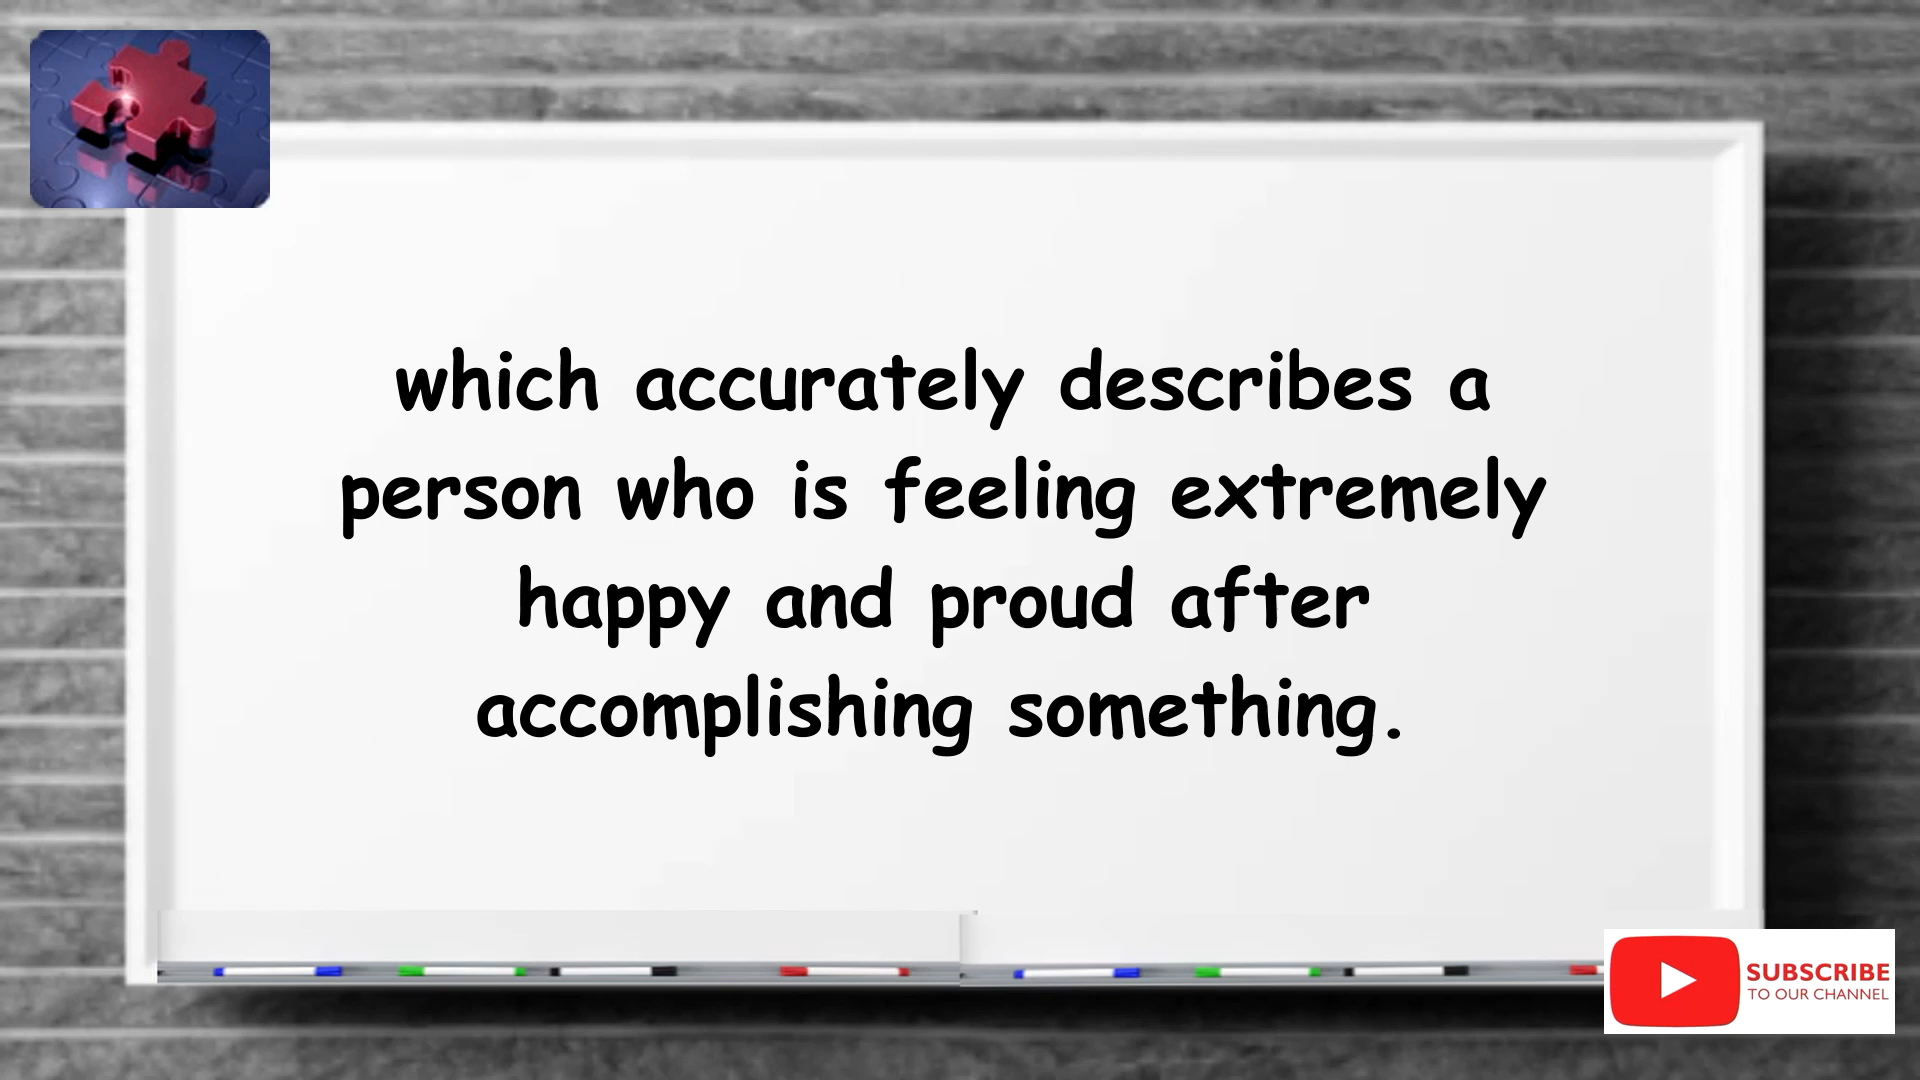 which accurately describes a
person who is feeling extremely
happy and proud after
accomplishing something.
SUBSCRIBE
TO OUR CHANNEL